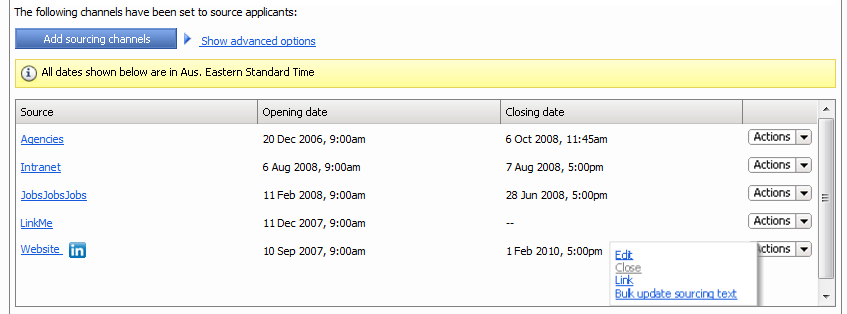 The following channels have been set to source applicants:
Add sourcing channels Show advanced options
All dates shown below are in Aus. Eastern Standard Time
Source Opening date Closing date
Agencies 20 Dec 2006, 9:00am 6 Oct 2008, 11:45am Actions
Intranet 6 Aug 2008, 9:00am 7 Aug 2008, 5:00pm Actions
JobsJobsJobs 11 Feb 2008, 9:00am 28 Jun 2008, 5:00pm Actions
LinkMe 11 Dec 2007, 9:00am -- Actions
Website in 10 Sep 2007, 9:00am 1 Feb 2010, 5:00pm ctions
Edit
Close
Link
Bulk update sourcing text